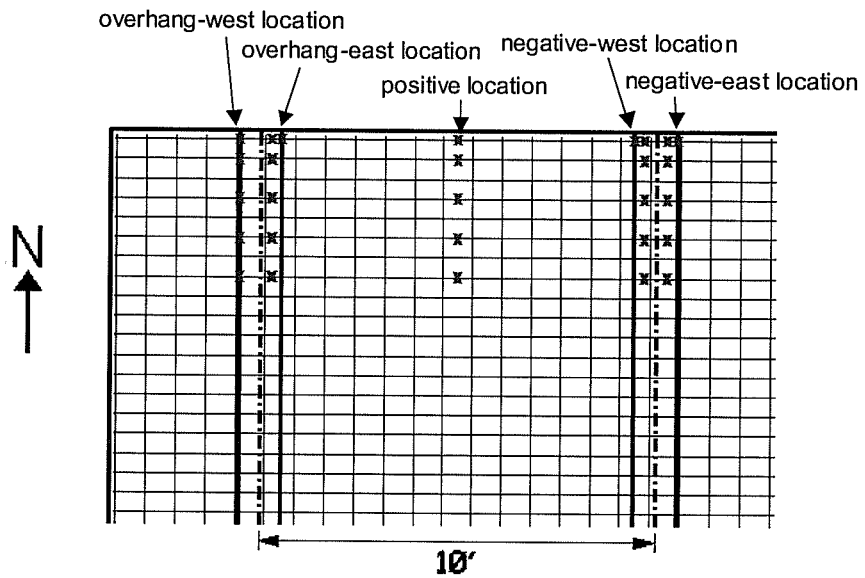 overhang-west location
overhang-east location
negative-west location
positive location
negative-east location
N
10'